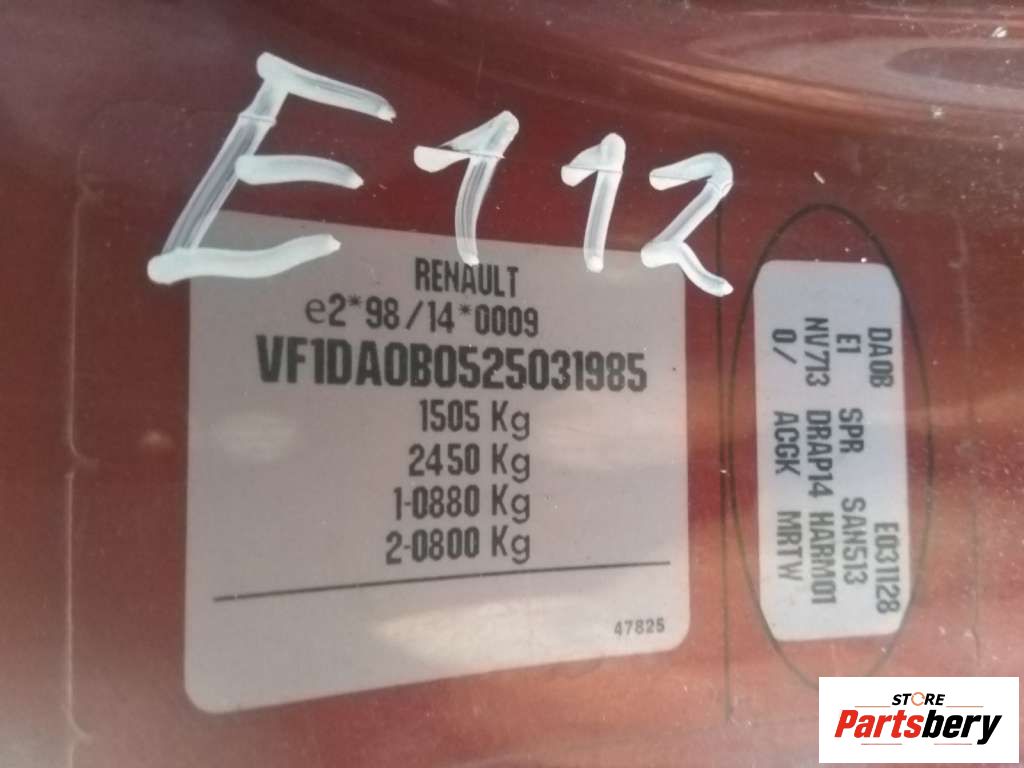 E112
RENAULT
e2*98/14*0009
VF1DA0B0525031985
1505 Kg
2450 Kg
1-0880 Kg
2-0800 Kg
47825
DA0B E031128
E1 SPR SAN513
NV713 DRAP14 HARM01
0/ ACGK MRTW
STORE
Partsbery